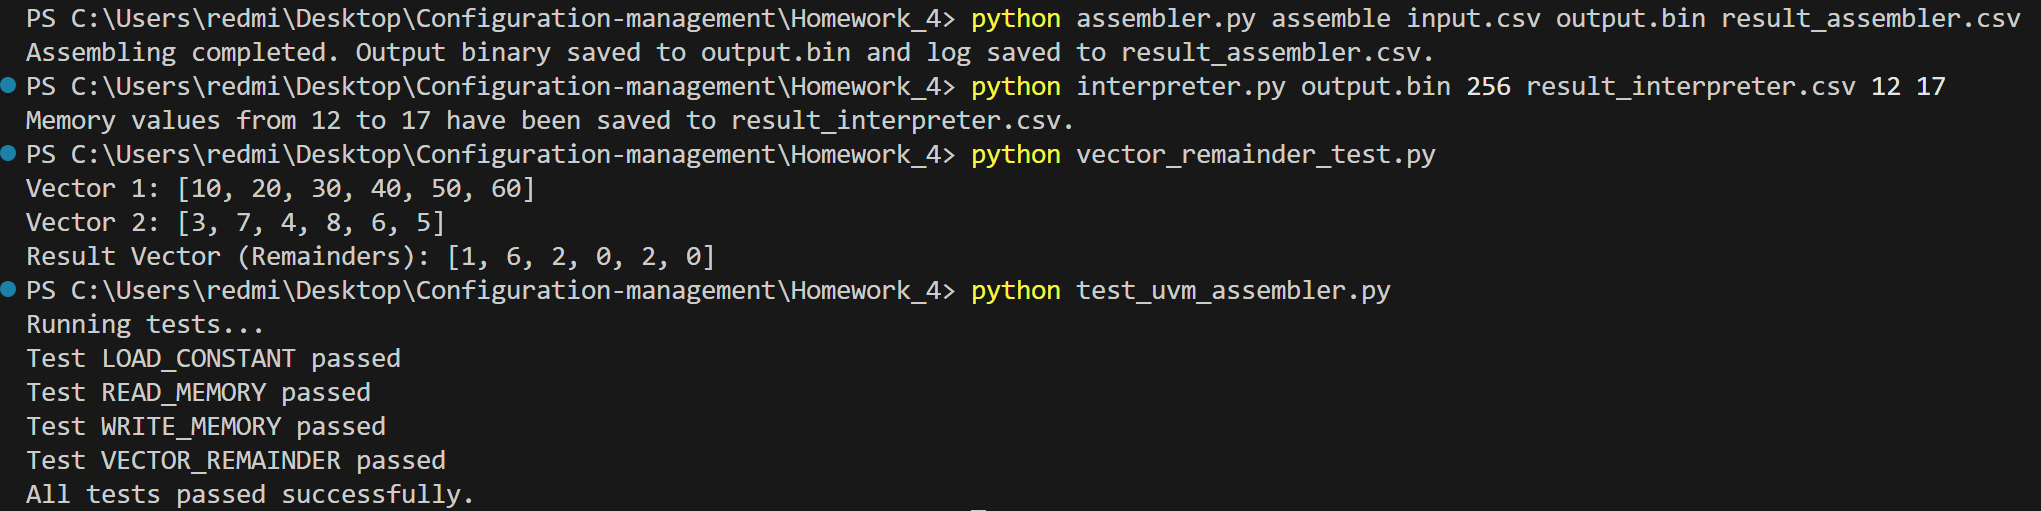 PS C:\Users\redmi\Desktop\Configuration-management\Homework_4> python assembler.py assemble input.csv output.bin result_assembler.csv
Assembling completed. Output binary saved to output.bin and log saved to result_assembler.csv.
PS C:\Users\redmi\Desktop\Configuration-management\Homework_4> python interpreter.py output.bin 256 result_interpreter.csv 12 17
Memory values from 12 to 17 have been saved to result_interpreter.csv.
PS C:\Users\redmi\Desktop\Configuration-management\Homework_4> python vector_remainder_test.py
Vector 1: [10, 20, 30, 40, 50, 60]
Vector 2: [3, 7, 4, 8, 6, 5]
Result Vector (Remainders): [1, 6, 2, 0, 2, 0]
PS C:\Users\redmi\Desktop\Configuration-management\Homework_4> python test_uvm_assembler.py
Running tests...
Test LOAD_CONSTANT passed
Test READ_MEMORY passed
Test WRITE_MEMORY passed
Test VECTOR_REMAINDER passed
All tests passed successfully.